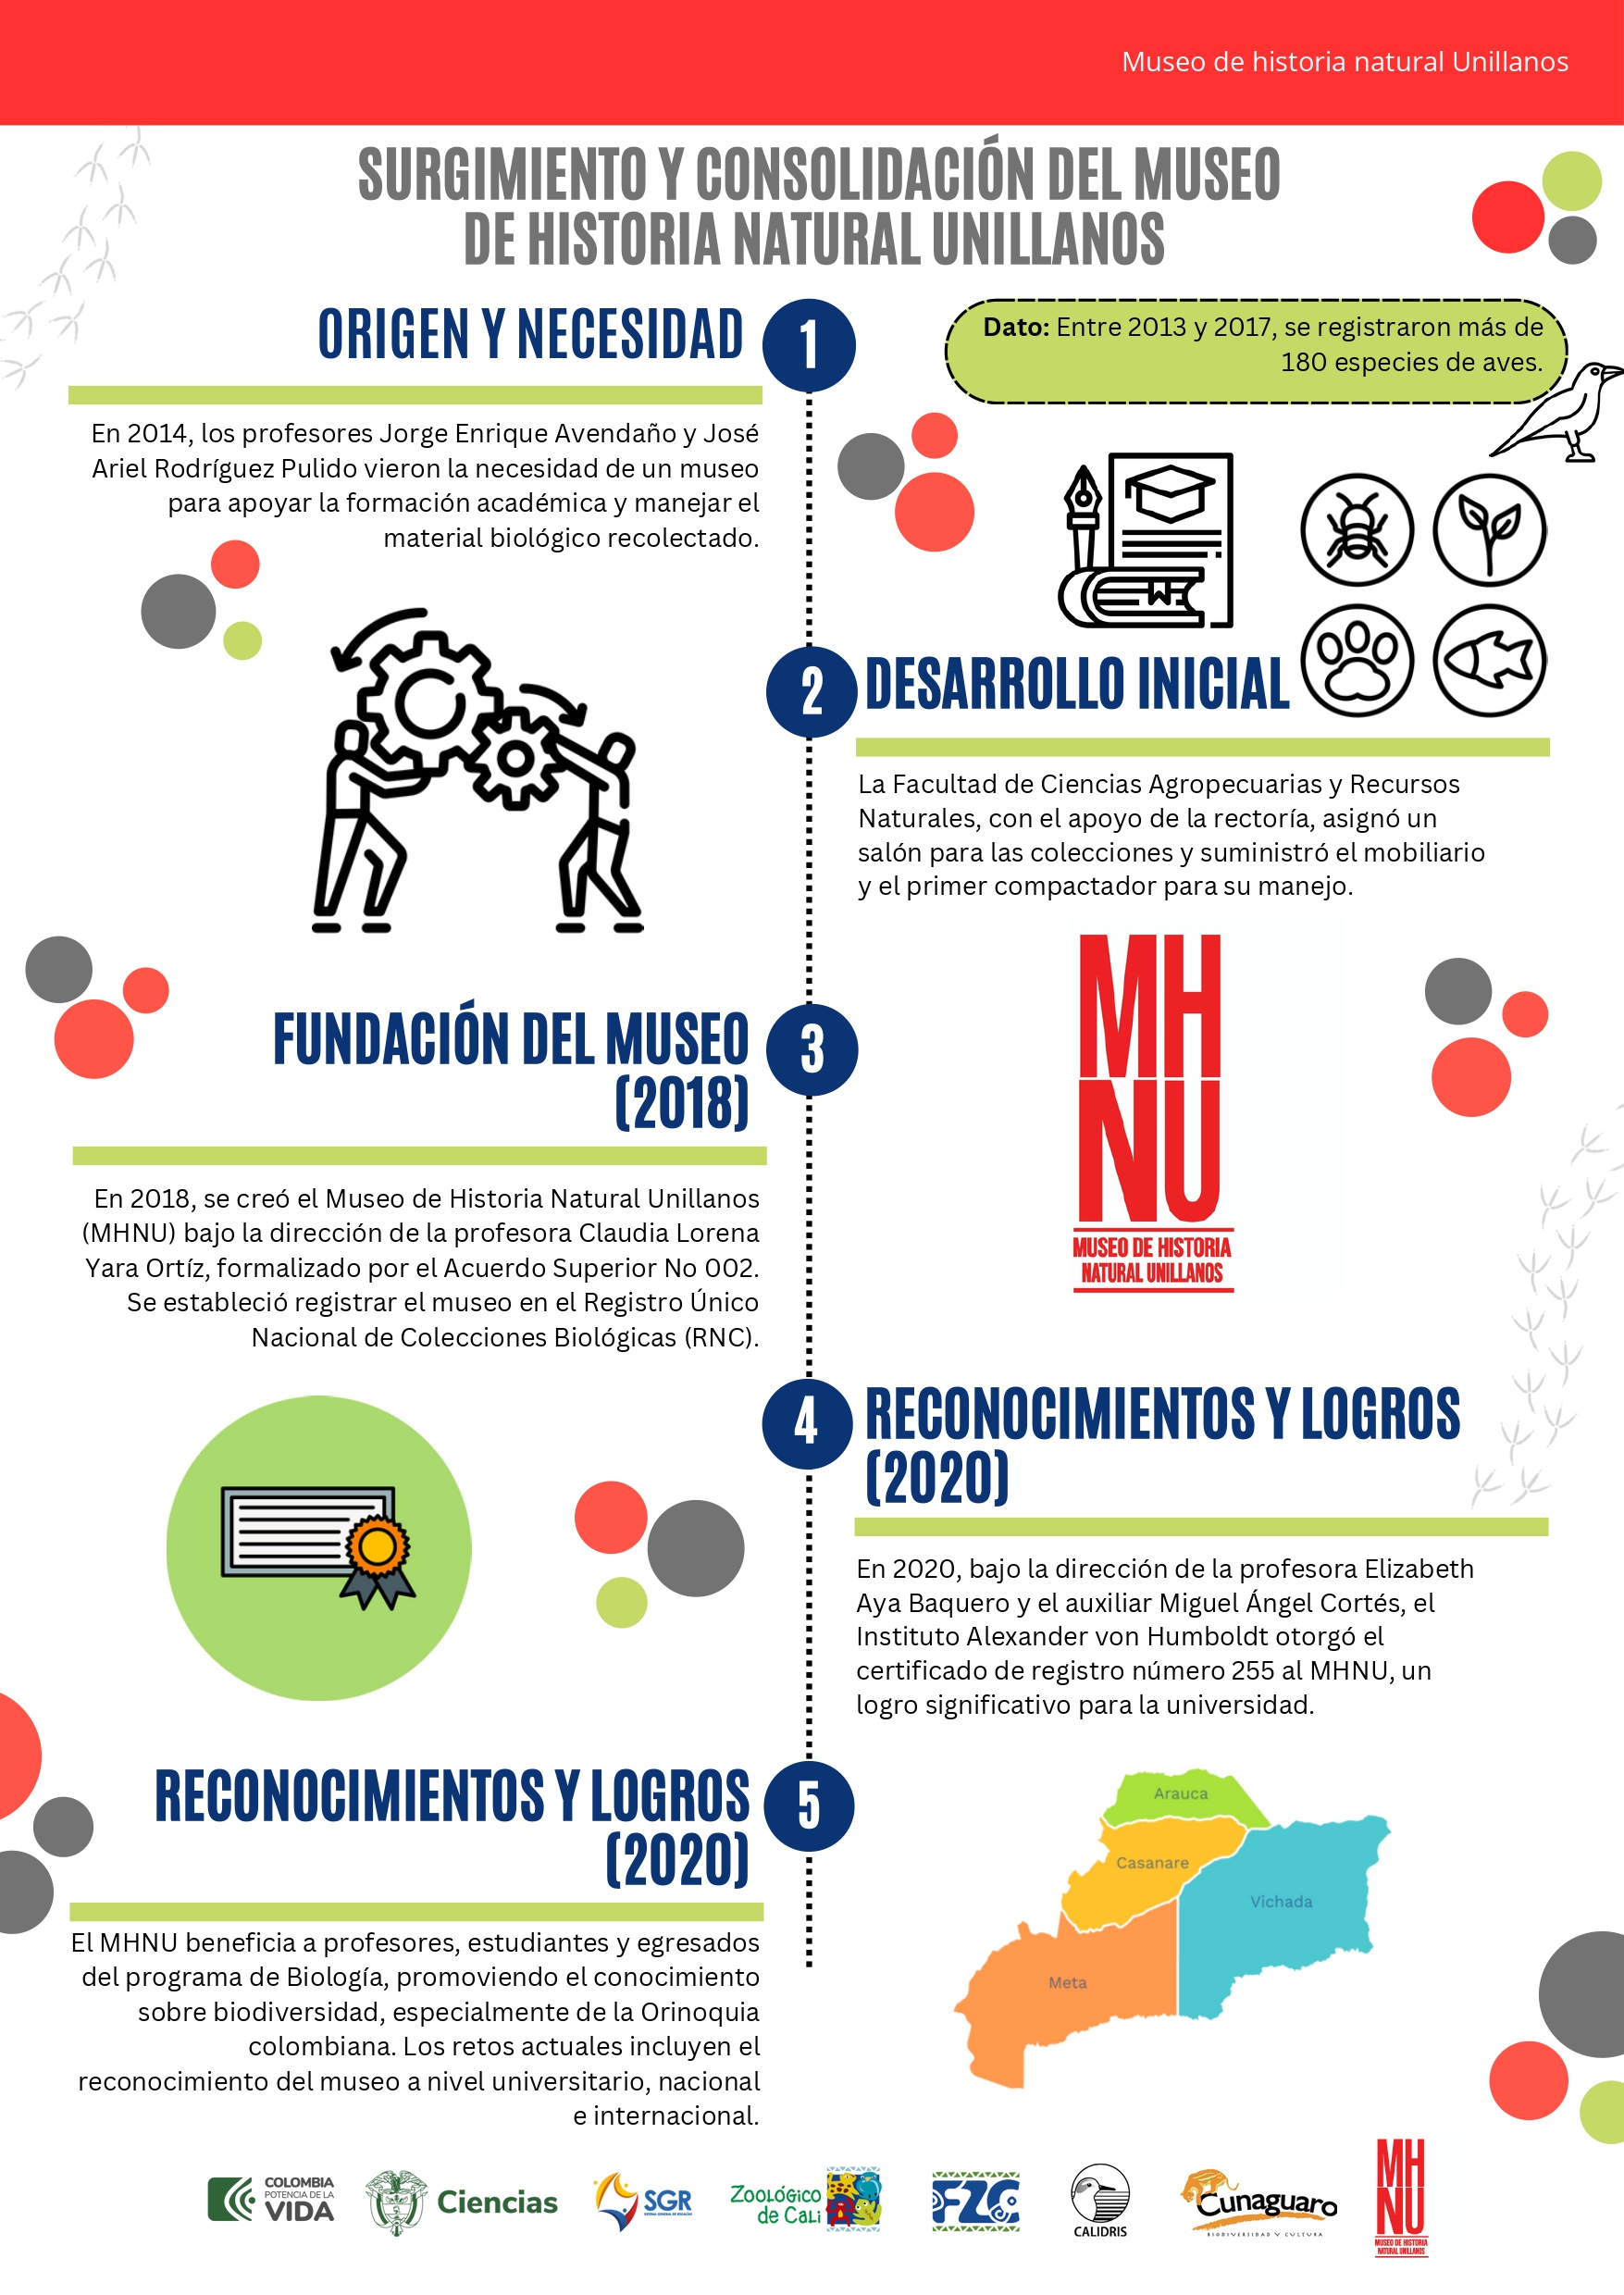 Museo de historia natural Unillanos
SURGIMIENTO Y CONSOLIDACIÓN DEL MUSEO
DE HISTORIA NATURAL UNILLANOS
ORIGEN Y NECESIDAD
1
Dato: Entre 2013 y 2017, se registraron más de
180 especies de aves.
En 2014, los profesores Jorge Enrique Avendaño y José
Ariel Rodríguez Pulido vieron la necesidad de un museo
para apoyar la formación académica y manejar el
material biológico recolectado.
2
DESARROLLO INICIAL
La Facultad de Ciencias Agropecuarias y Recursos
Naturales, con el apoyo de la rectoría, asignó un
salón para las colecciones y suministró el mobiliario
y el primer compactador para su manejo.
MH
NU
MUSEO DE HISTORIA
NATURAL UNILLANOS
FUNDACIÓN DEL MUSEO
(2018)
3
En 2018, se creó el Museo de Historia Natural Unillanos
(MHNU) bajo la dirección de la profesora Claudia Lorena
Yara Ortíz, formalizado por el Acuerdo Superior No 002.
Se estableció registrar el museo en el Registro Único
Nacional de Colecciones Biológicas (RNC).
4
RECONOCIMIENTOS Y LOGROS
(2020)
En 2020, bajo la dirección de la profesora Elizabeth
Aya Baquero y el auxiliar Miguel Ángel Cortés, el
Instituto Alexander von Humboldt otorgó el
certificado de registro número 255 al MHNU, un
logro significativo para la universidad.
RECONOCIMIENTOS Y LOGROS
(2020)
5
El MHNU beneficia a profesores, estudiantes y egresados
del programa de Biología, promoviendo el conocimiento
sobre biodiversidad, especialmente de la Orinoquia
colombiana. Los retos actuales incluyen el
reconocimiento del museo a nivel universitario, nacional
e internacional.
Arauca
Casanare
Vichada
Meta
COLOMBIA
POTENCIA DE LA
VIDA
Ciencias
SGR
ZOOLÓGICO
de CALI
FZC
CALIDRIS
Cunaguaro
BIODIVERSIDAD Y CULTURA
MH
NU
MUSEO DE HISTORIA
NATURAL UNILLANOS